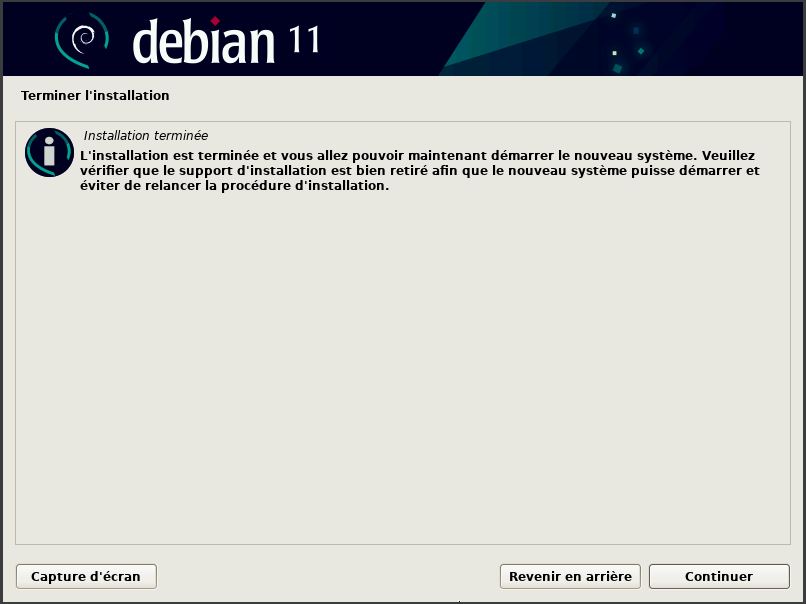 debian 11
Terminer l'installation
Installation terminée
L'installation est terminée et vous allez pouvoir maintenant démarrer le nouveau système. Veuillez
vérifier que le support d'installation est bien retiré afin que le nouveau système puisse démarrer et
éviter de relancer la procédure d'installation.
Capture d'écran
Revenir en arrière
Continuer